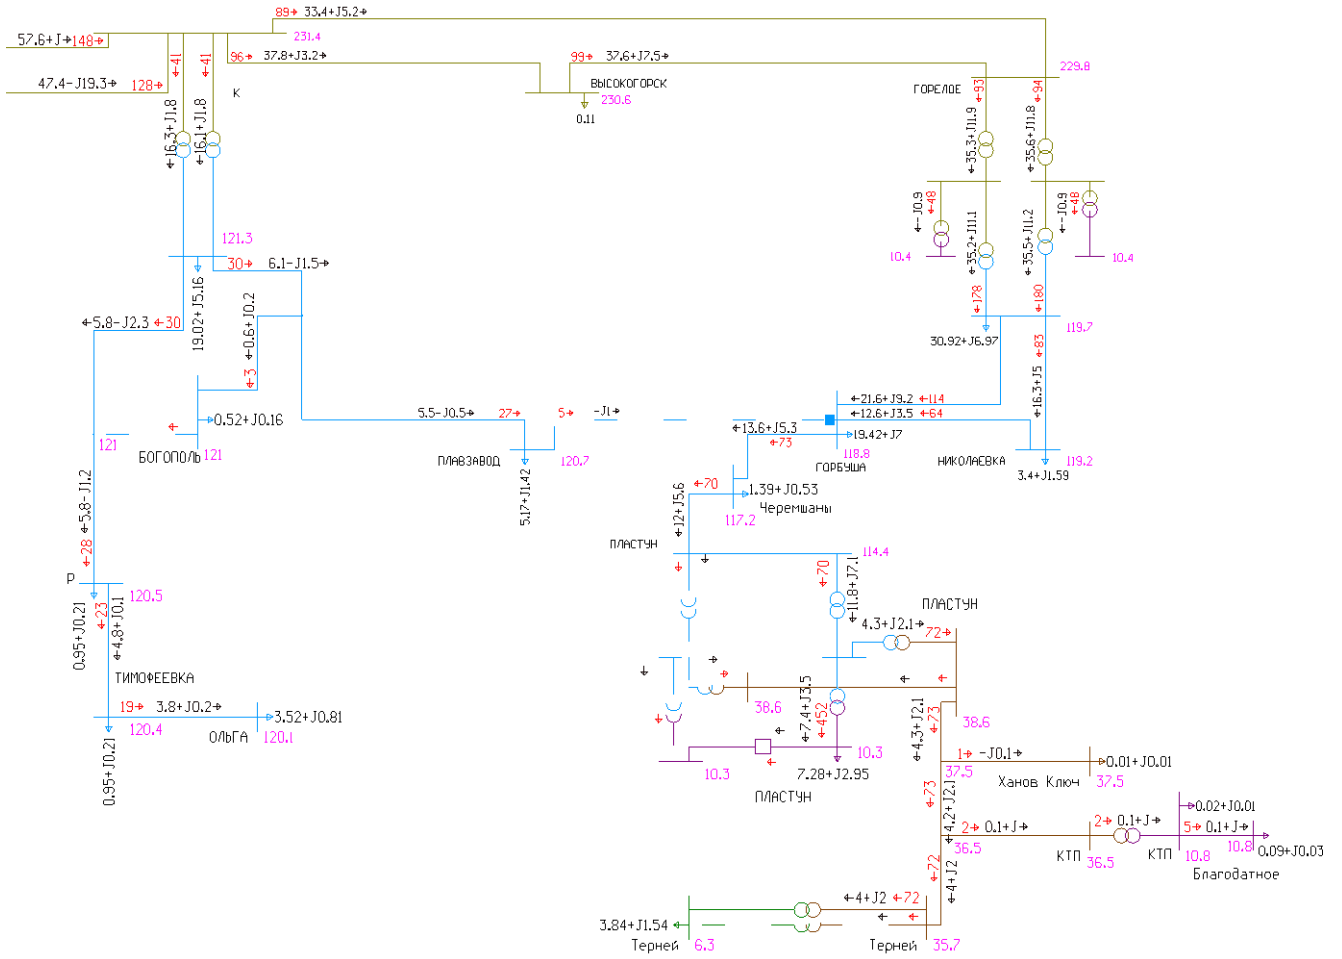 89→ 33.4+J5.2→
57.6+J→ 148→
231.4
←41
←41
96→ 37.8+J3.2→
99→ 37.6+J7.5→
229.8
47.4-J19.3→ 128→
К
ВЫСОКОГОРСК
230.6
0.11
ГОРЕЛОЕ
←93
←94
←16.3+J1.8
←16.1+J1.8
←35.3+J11.9
←35.6+J11.8
←-J0.9
←48
←-J0.9
←48
←35.2+J11.1
←35.5+J11.2
10.4
10.4
121.3
30→ 6.1-J1.5→
19.02+J5.16
←178
←180
119.7
30.92+J6.97
←5.8-J2.3 ←30
←0.6+J0.2
←3
←83
←16.3+J5
←21.6+J9.2 ←114
←12.6+J3.5 ←64
5.5-J0.5→ 27→
5→ -J1→
0.52+J0.16
←13.6+J5.3
←73
19.42+J7
121
БОГОПОЛЬ 121
ПЛАВЗАВОД
120.7
5.17+J1.42
118.8
ГОРБУША
НИКОЛАЕВКА
119.2
3.4+J1.59
←5.8-J1.2
←28
←70
←12+J5.6
1.39+J0.53
Черемшаны
117.2
ПЛАСТУН
114.4
Р
120.5
0.95+J0.21
←23
←4.8+J0.1
←70
←11.8+J7.1
ПЛАСТУН
4.3+J2.1→ 72→
ТИМОФЕЕВКА
19→ 3.8+J0.2→
3.52+J0.81
120.4
ОЛЬГА
120.1
0.95+J0.21
38.6
←7.4+J3.5
←452
←4.3+J2.1
←73
38.6
10.3
10.3
7.28+J2.95
ПЛАСТУН
1→ -J0.1→
0.01+J0.01
37.5
Ханов Ключ
37.5
←73
←4.2+J2.1
0.02+J0.01
2→ 0.1+J→
2→ 0.1+J→
5→ 0.1+J→
36.5
КТП
36.5
КТП
10.8
10.8
0.09+J0.03
Благодатное
←72
←4+J2
←4+J2 ←72
3.84+J1.54
Терней
6.3
Терней
35.7